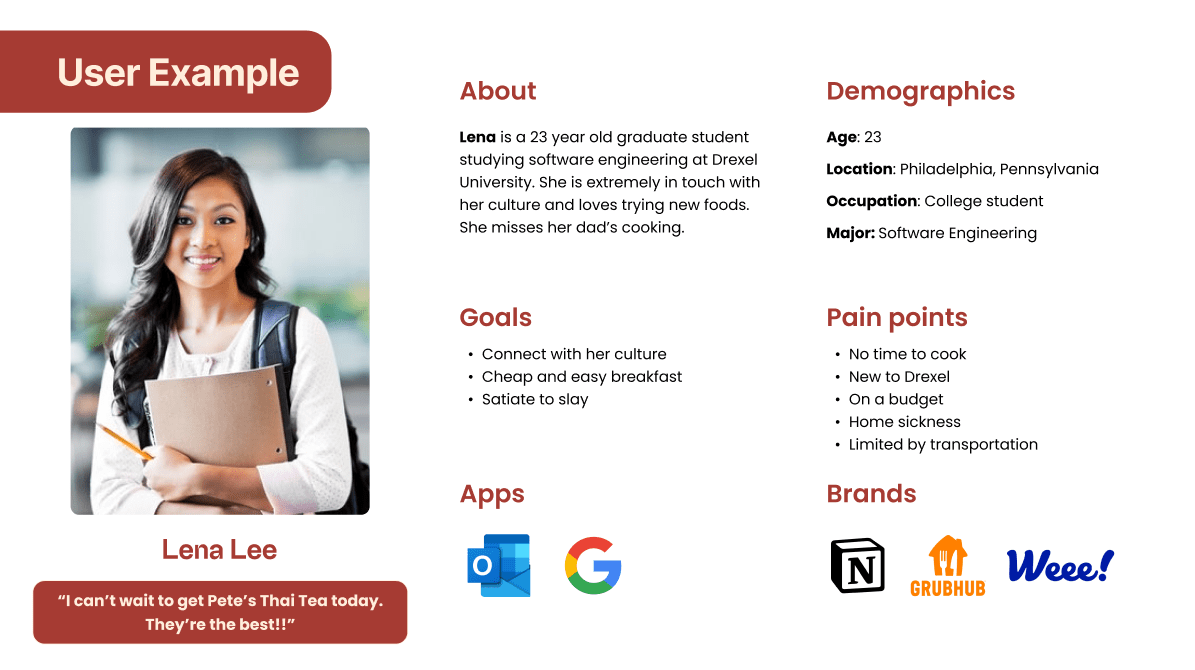 User Example
Lena Lee
“I can’t wait to get Pete’s Thai Tea today.
They’re the best!!”
About
Lena is a 23 year old graduate student
studying software engineering at Drexel
University. She is extremely in touch with
her culture and loves trying new foods.
She misses her dad’s cooking.
Demographics
Age: 23
Location: Philadelphia, Pennsylvania
Occupation: College student
Major: Software Engineering
Goals
• Connect with her culture
• Cheap and easy breakfast
• Satiate to slay
Pain points
• No time to cook
• New to Drexel
• On a budget
• Home sickness
• Limited by transportation
Apps
O
G
Brands
N
GRUBHUB
Weee!